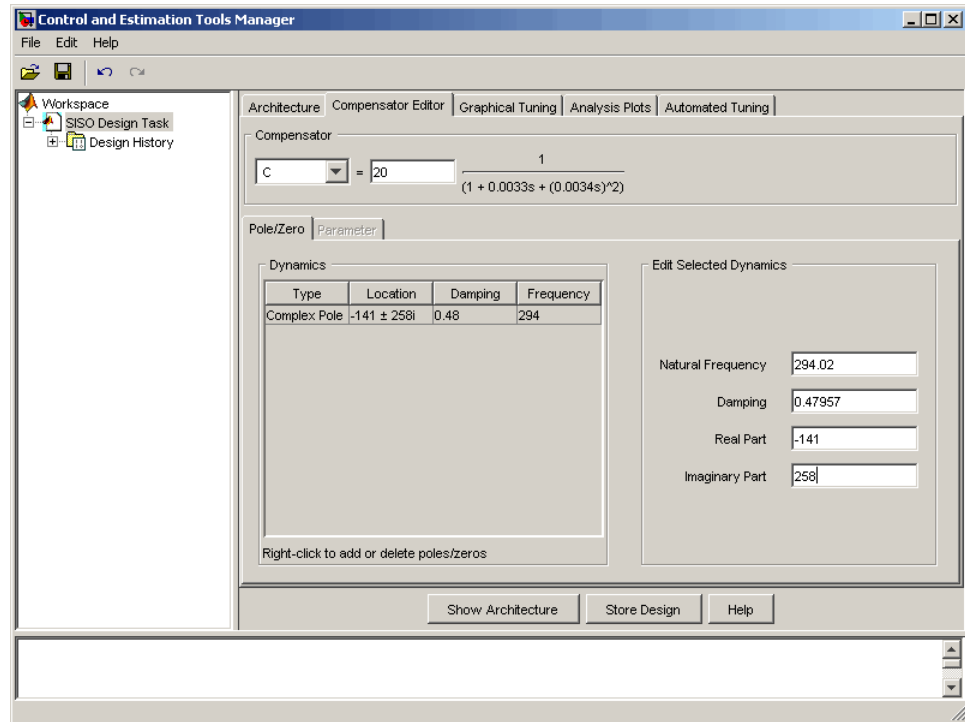 Control and Estimation Tools Manager
File Edit Help
Workspace
SISO Design Task
Design History
Architecture Compensator Editor Graphical Tuning Analysis Plots Automated Tuning
Compensator
C = 20 1
(1 + 0.0033s + (0.0034s)^2)
Pole/Zero Parameter
Dynamics
Type Location Damping Frequency
Complex Pole -141 ± 258i 0.48 294
Right-click to add or delete poles/zeros
Edit Selected Dynamics
Natural Frequency 294.02
Damping 0.47957
Real Part -141
Imaginary Part 258
Show Architecture Store Design Help